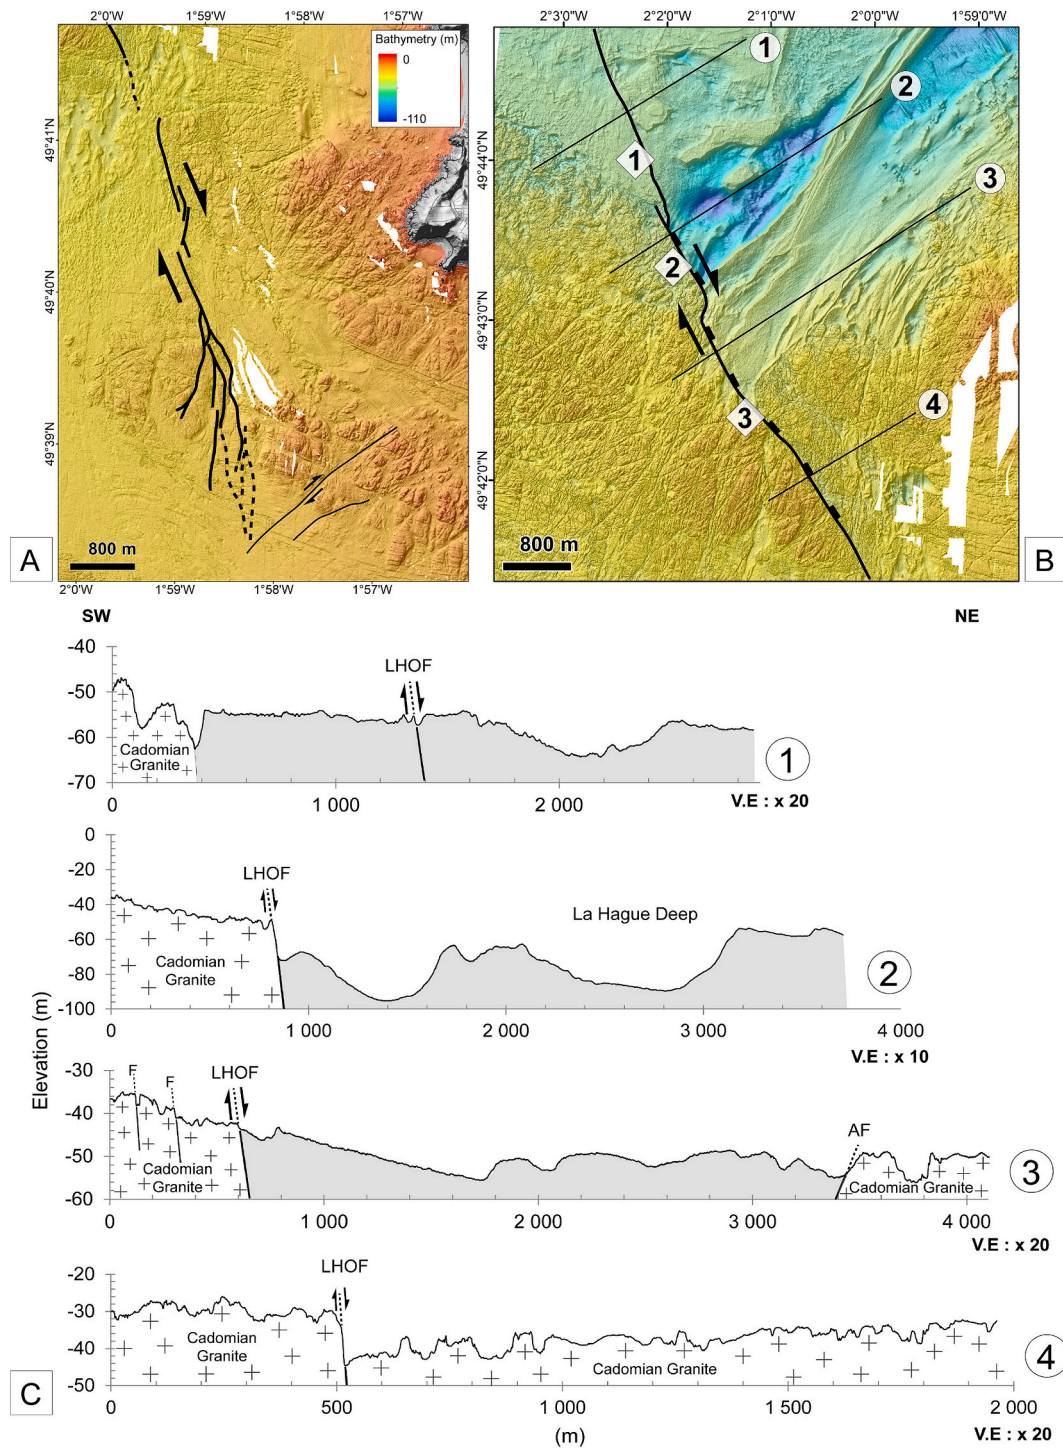 2°0'W 1°59'W 1°58'W 1°57'W
Bathymetry (m)
0
-110
49°41'N
49°40'N
49°39'N
800 m
A
2°0'W 1°59'W 1°58'W 1°57'W
2°3'0"W 2°2'0"W 2°1'0"W 2°0'0"W 1°59'0"W
49°44'0"N
49°43'0"N
49°42'0"N
1
2
3
4
1
2
3
800 m
B
SW NE
-40
-50
-60
-70
LHOF
Cadomian
Granite
0 1 000 2 000
1
V.E : x 20
0
-20
-40
-60
-80
-100
LHOF
La Hague Deep
Cadomian
Granite
0 1 000 2 000 3 000 4 000
2
V.E : x 10
Elevation (m)
-30
-40
-50
-60
F F LHOF
AF
Cadomian
Granite
Cadomian Granite
0 1 000 2 000 3 000 4 000
3
V.E : x 20
-20
-30
-40
-50
LHOF
Cadomian
Granite
Cadomian Granite
0 500 1 000 1 500 2 000
4
C
(m)
V.E : x 20